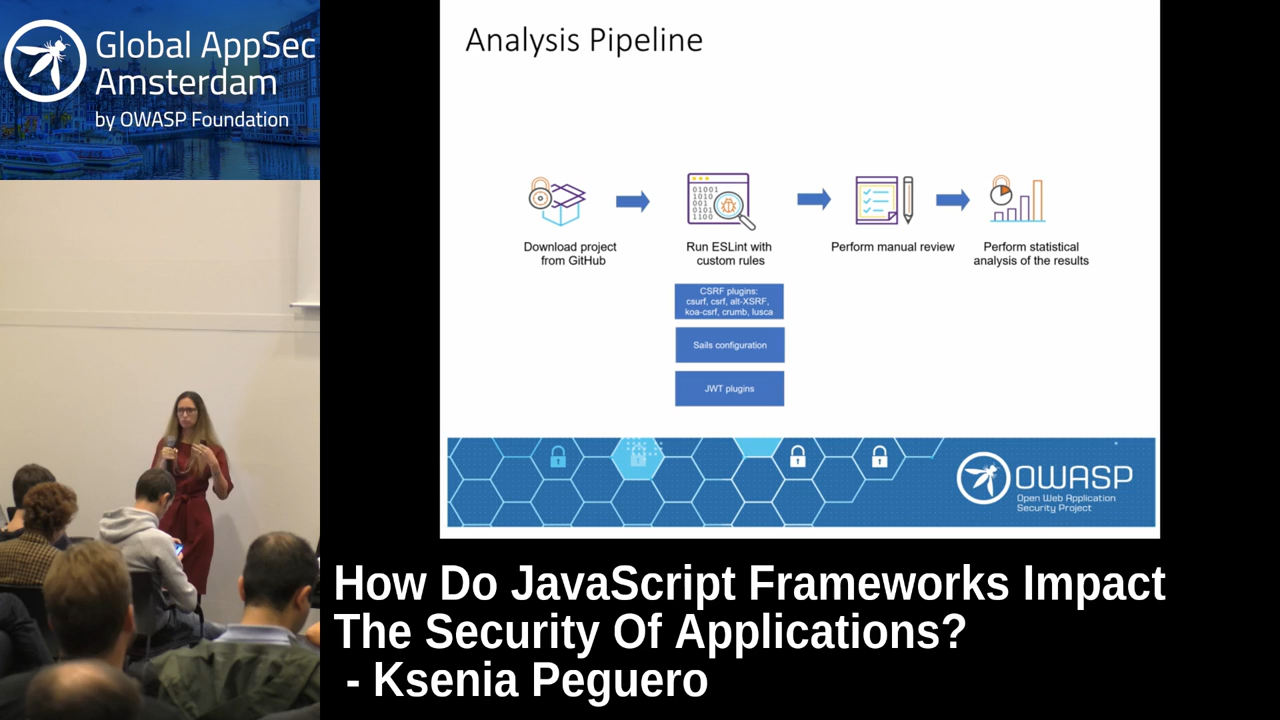 Global AppSec
Amsterdam
by OWASP Foundation
Analysis Pipeline
01001
1010
001
0101
1100
Download project
from GitHub
Run ESLint with
custom rules
Perform manual review
Perform statistical
analysis of the results
CSRF plugins:
csurf, csrf, alt-XSRF,
koa-csrf, crumb, lusca
Sails configuration
JWT plugins
OWASP
Open Web Application
Security Project
How Do JavaScript Frameworks Impact
The Security Of Applications?
- Ksenia Peguero